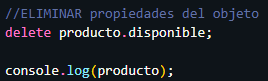 //ELIMINAR propiedades del objeto
delete producto.disponible;
console.log(producto);